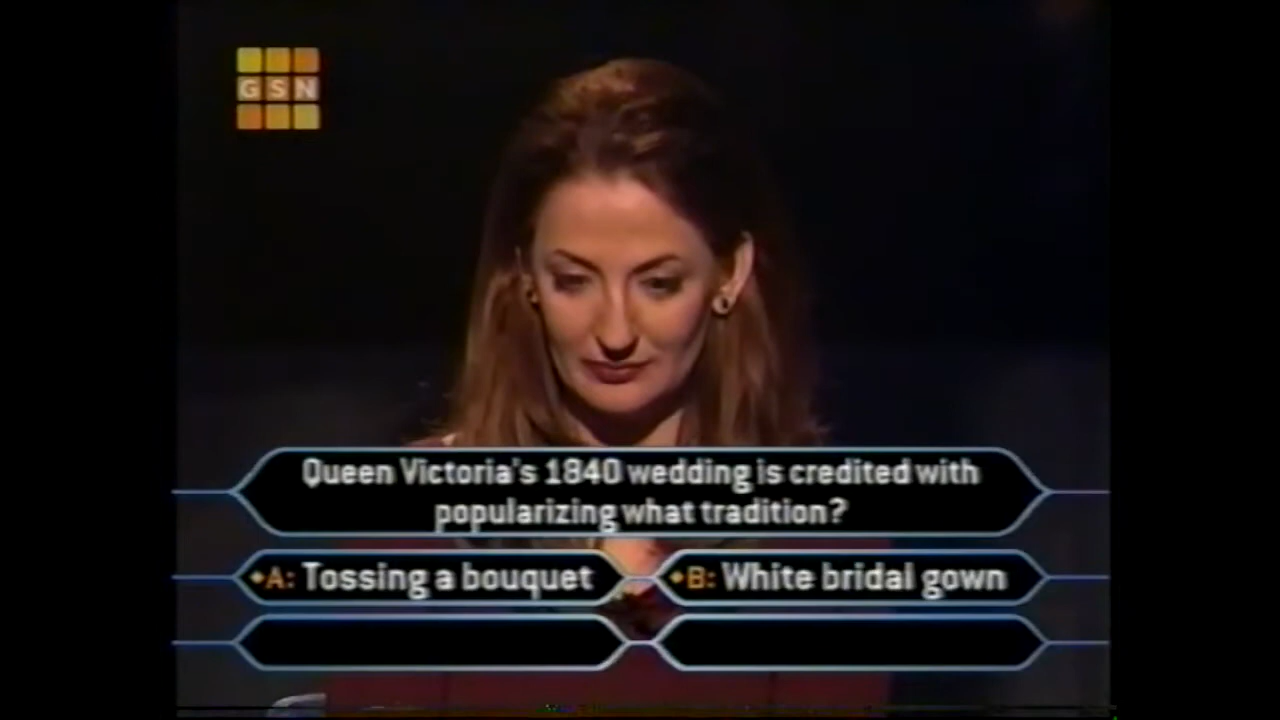 GSN
Queen Victoria's 1840 wedding is credited with
popularizing what tradition?
A: Tossing a bouquet
B: White bridal gown